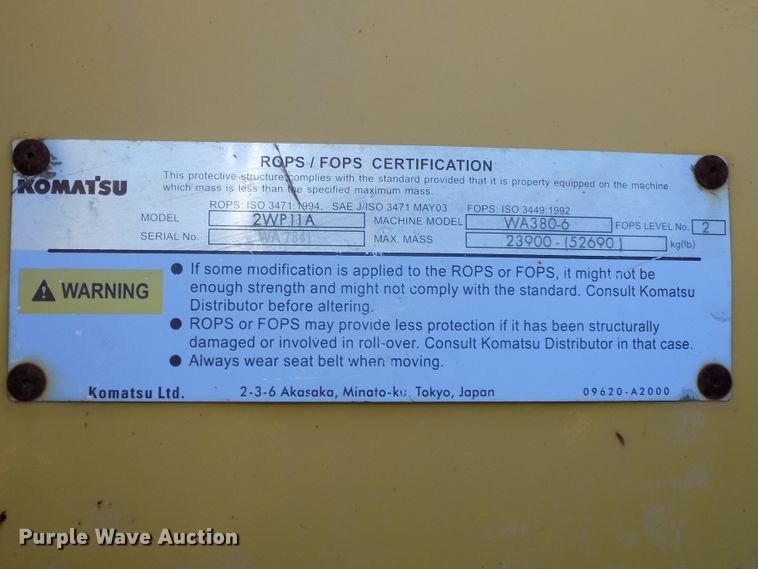 ROPS / FOPS CERTIFICATION
KOMATSU
This protective structure complies with the standard provided that it is property equipped on the machine
which mass is less than the specified maximum mass.
ROPS: ISO 3471:1994, SAE J/ISO 3471 MAY03 FOPS: ISO 3449:1992
MODEL 2WP11A MACHINE MODEL WA380-6 FOPS LEVEL No. 2
SERIAL No. WA7841 MAX. MASS 23900 - (52690 ) kg(lb)
WARNING
● If some modification is applied to the ROPS or FOPS, it might not be
enough strength and might not comply with the standard. Consult Komatsu
Distributor before altering.
● ROPS or FOPS may provide less protection if it has been structurally
damaged or involved in roll-over. Consult Komatsu Distributor in that case.
● Always wear seat belt when moving.
Komatsu Ltd. 2-3-6 Akasaka, Minato-ku, Tokyo, Japan 09620-A2000
Purple Wave Auction